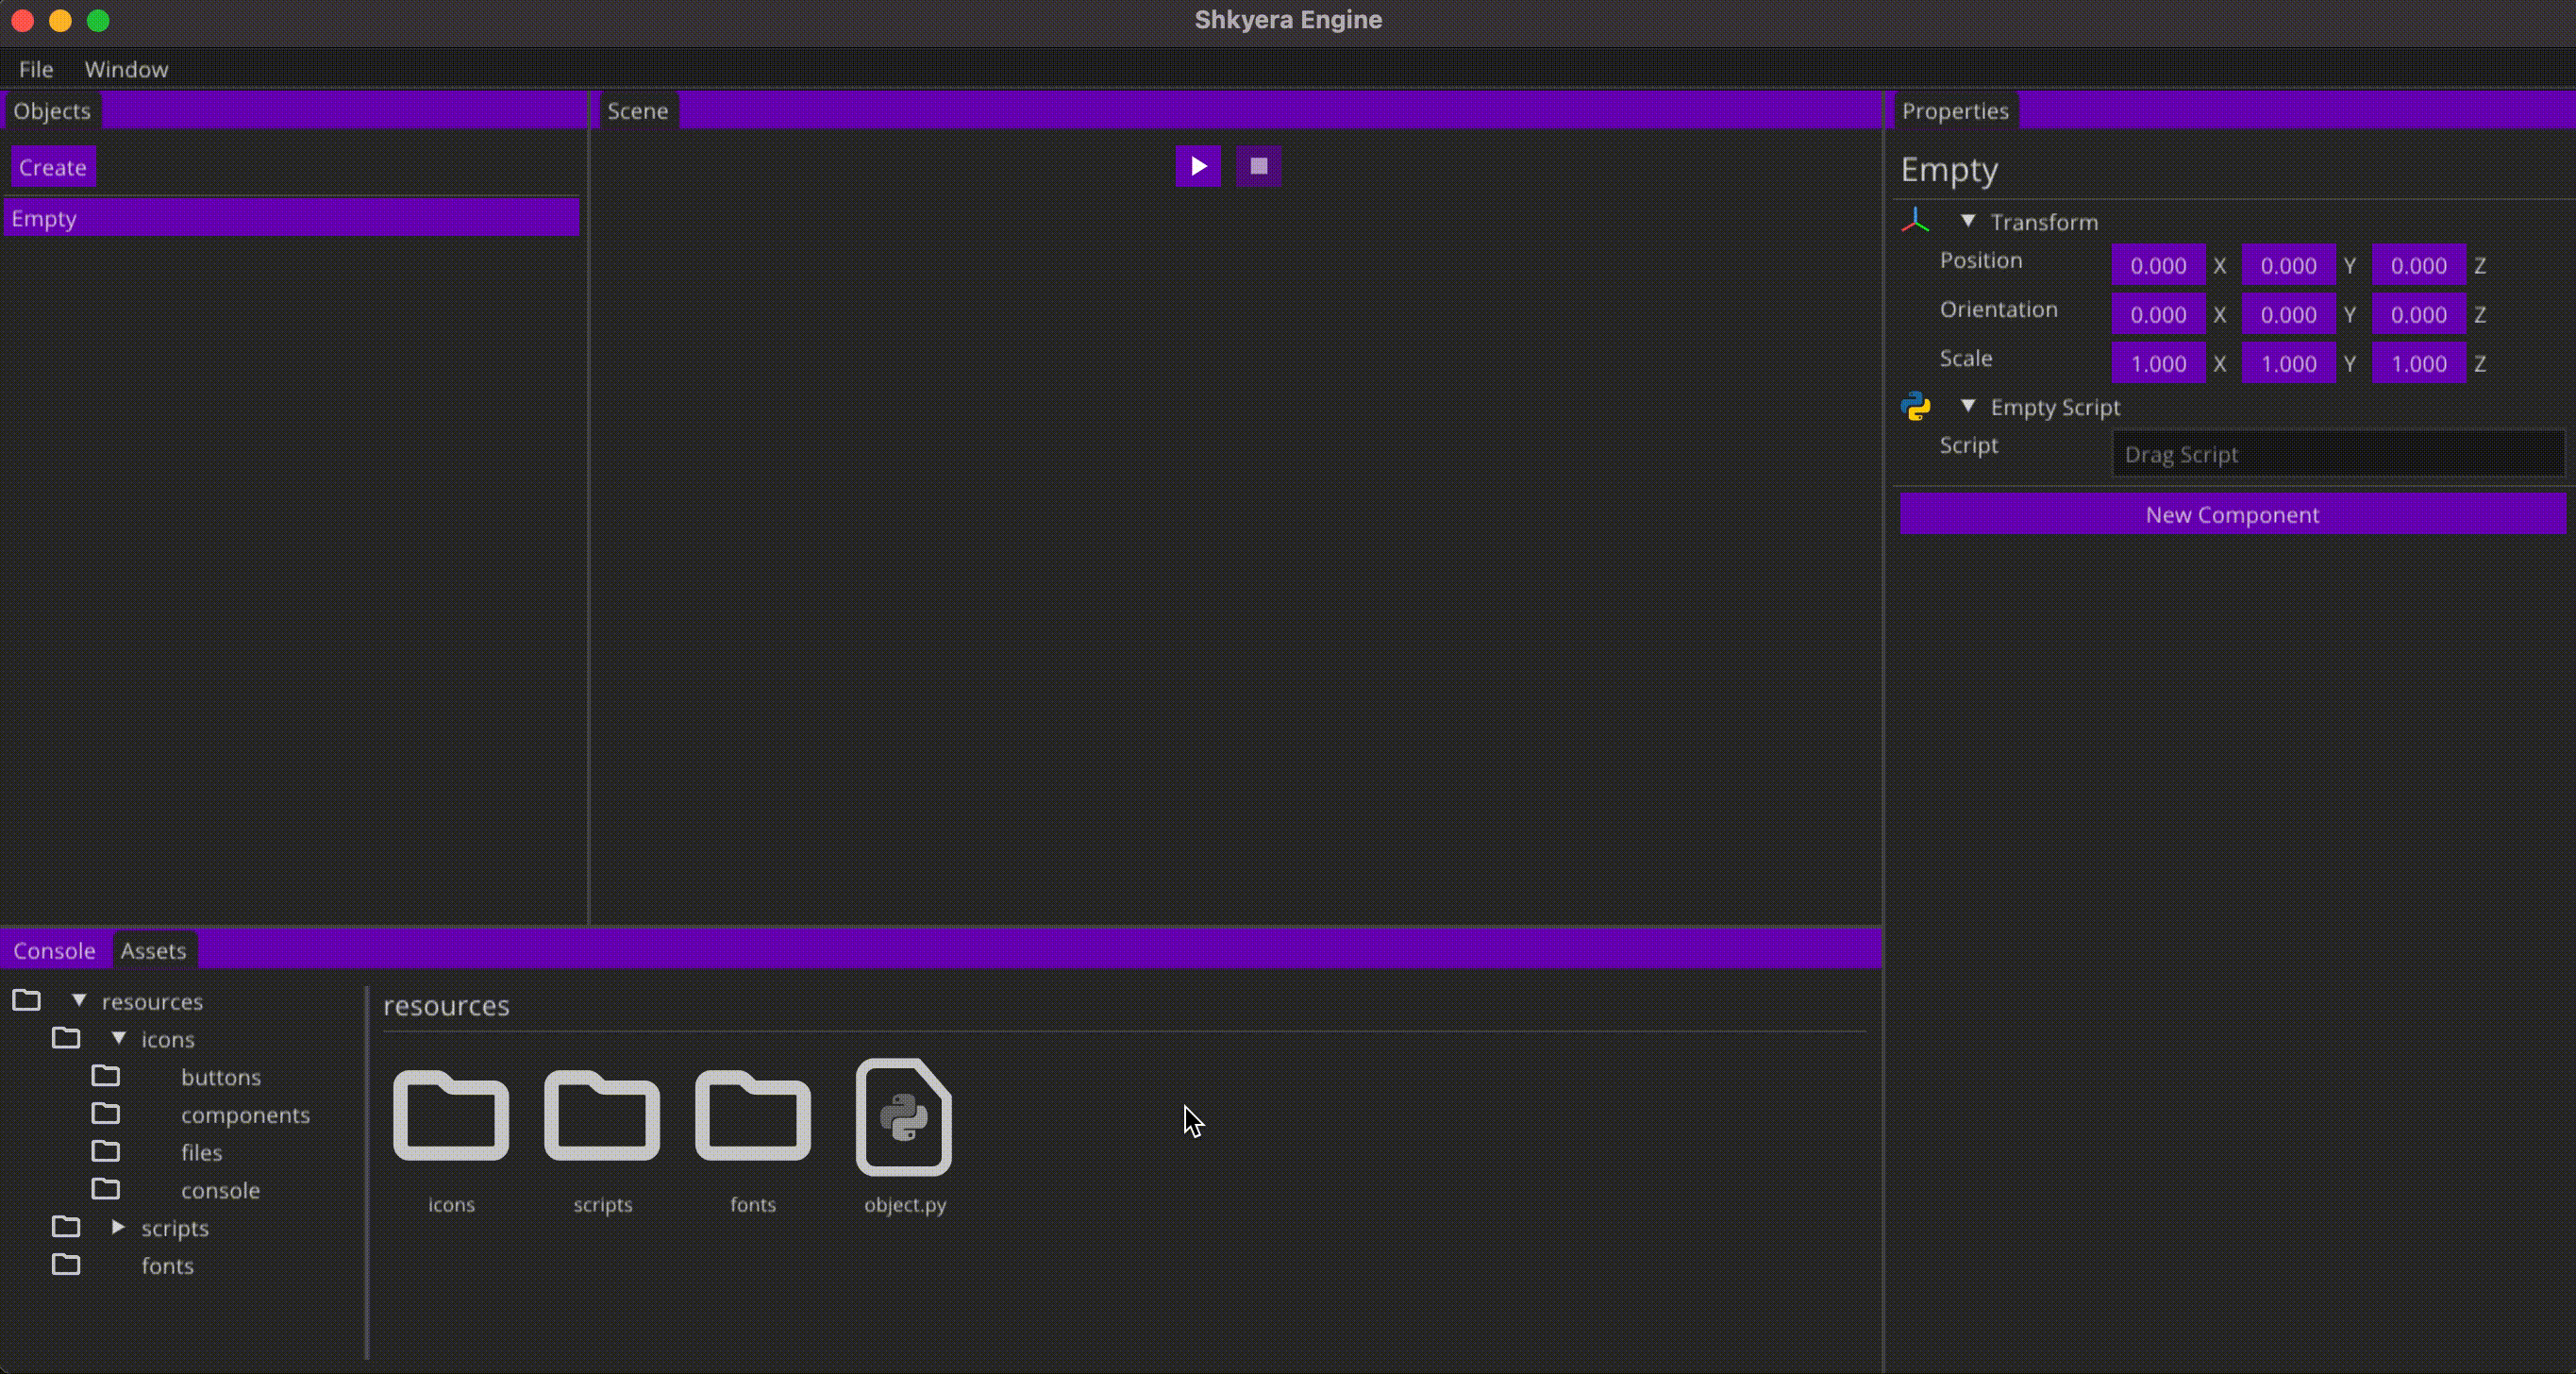 Shkyera Engine
File Window
Objects
Create
Empty
Scene
Properties
Empty
Transform
Position 0.000 X 0.000 Y 0.000 Z
Orientation 0.000 X 0.000 Y 0.000 Z
Scale 1.000 X 1.000 Y 1.000 Z
Empty Script
Script Drag Script
New Component
Console Assets
resources
icons
buttons
components
files
console
scripts
fonts
resources
icons scripts fonts object.py